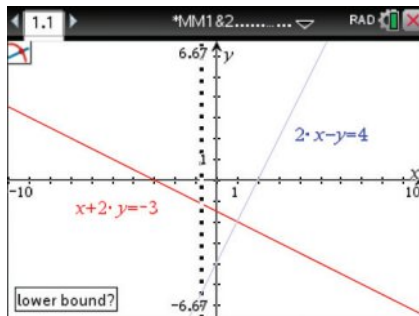 1.1 *MM1&2....... ... RAD
6.67 y
2· x−y=4
1
x
-10 1 10
x+2· y=−3
-6.67
lower bound?